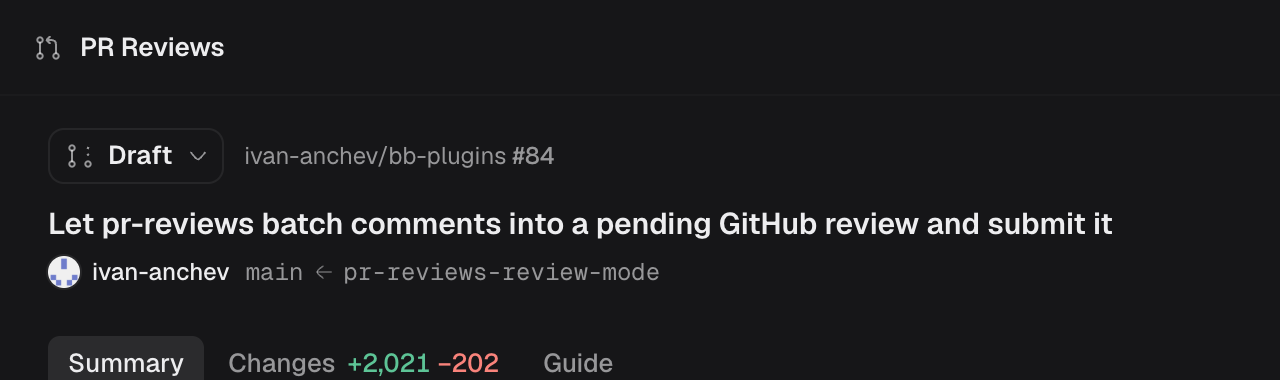 PR Reviews
Draft ivan-anchev/bb-plugins #84
Let pr-reviews batch comments into a pending GitHub review and submit it
ivan-anchev main ← pr-reviews-review-mode
Summary Changes +2,021 −202 Guide